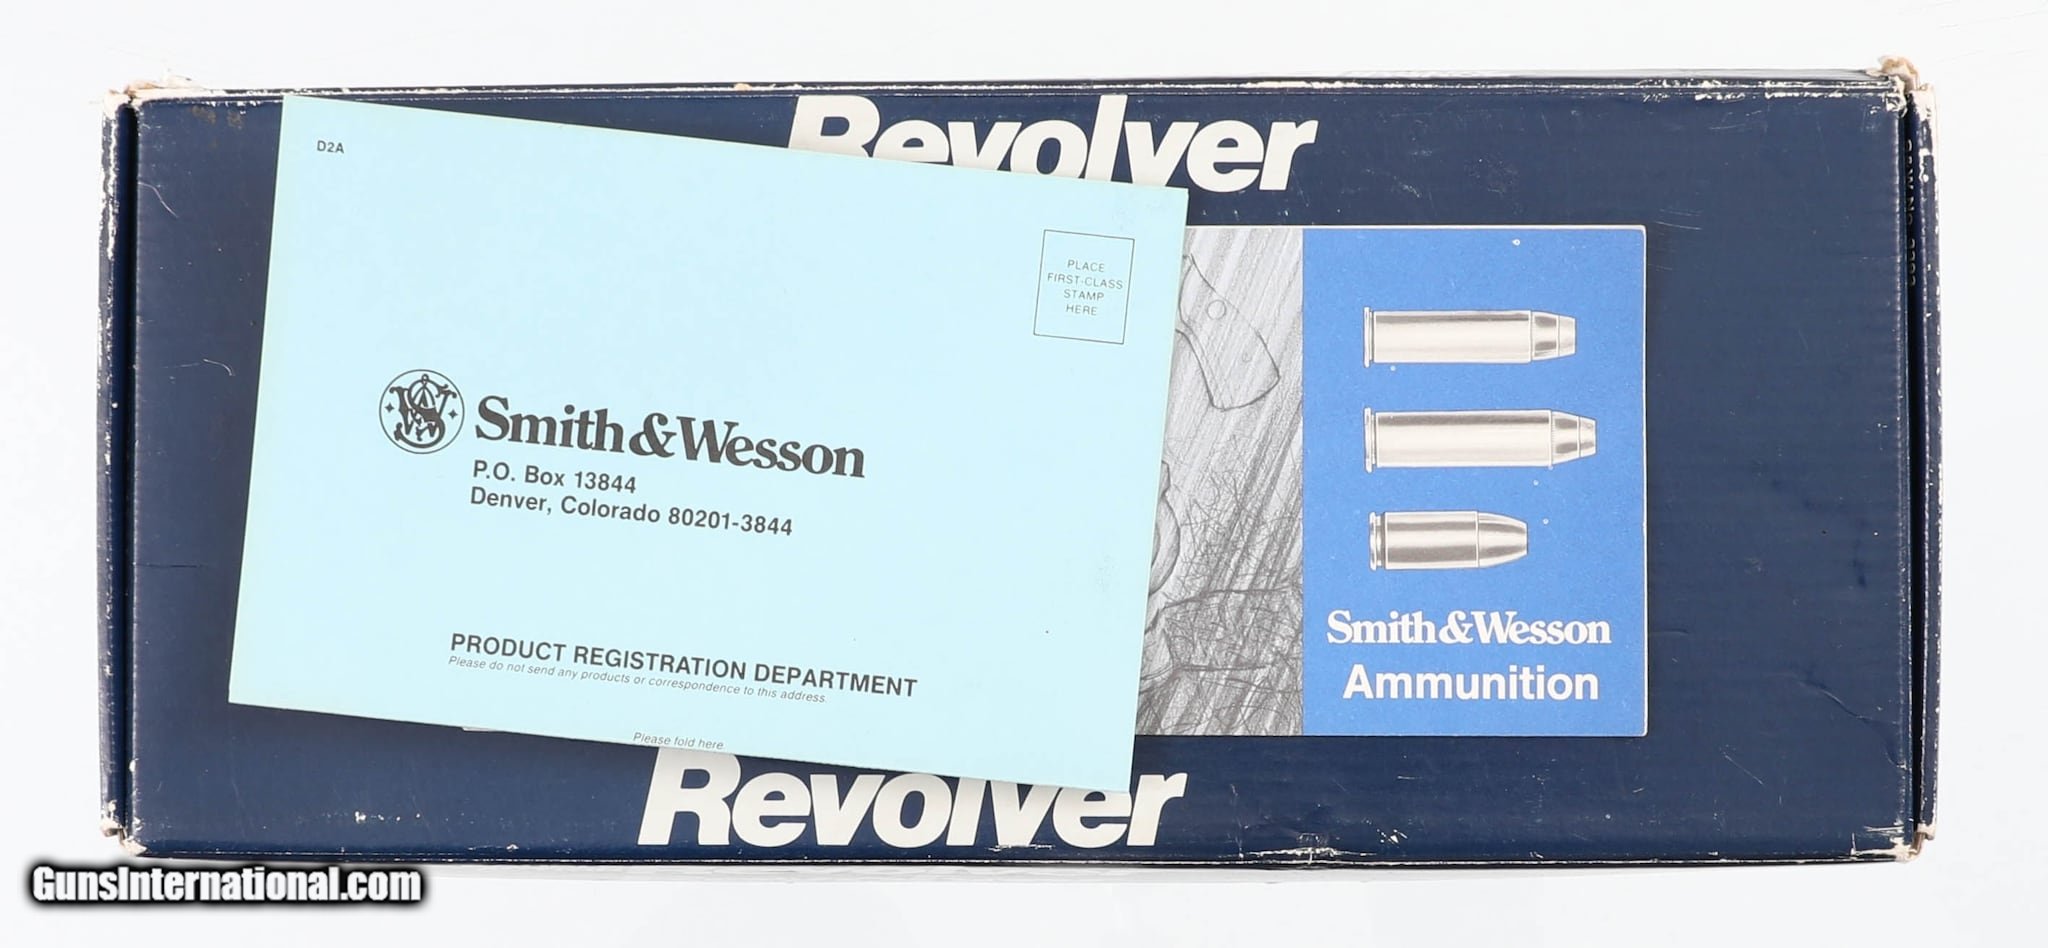 Revolver
D2A
PLACE
FIRST-CLASS
STAMP
HERE
Smith & Wesson
P.O. Box 13844
Denver, Colorado 80201-3844
PRODUCT REGISTRATION DEPARTMENT
Please do not send any products or correspondence to this address.
Please fold here.
Smith & Wesson
Ammunition
Revolver
GunsInternational.com